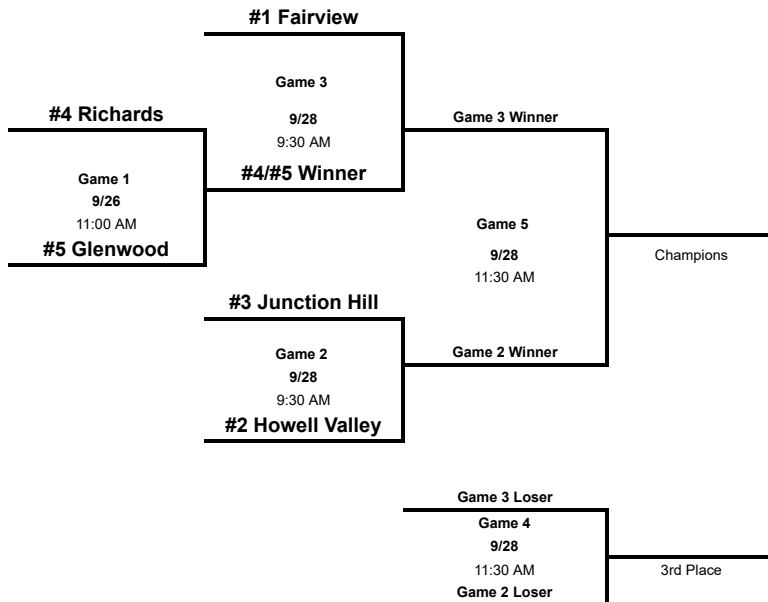 #1 Fairview
Game 3
9/28
9:30 AM
#4 Richards
#4/#5 Winner
Game 1
9/26
11:00 AM
#5 Glenwood
Game 3 Winner
Game 5
9/28
11:30 AM
Champions
#3 Junction Hill
Game 2
9/28
9:30 AM
#2 Howell Valley
Game 2 Winner
Game 3 Loser
Game 4
9/28
11:30 AM
Game 2 Loser
3rd Place